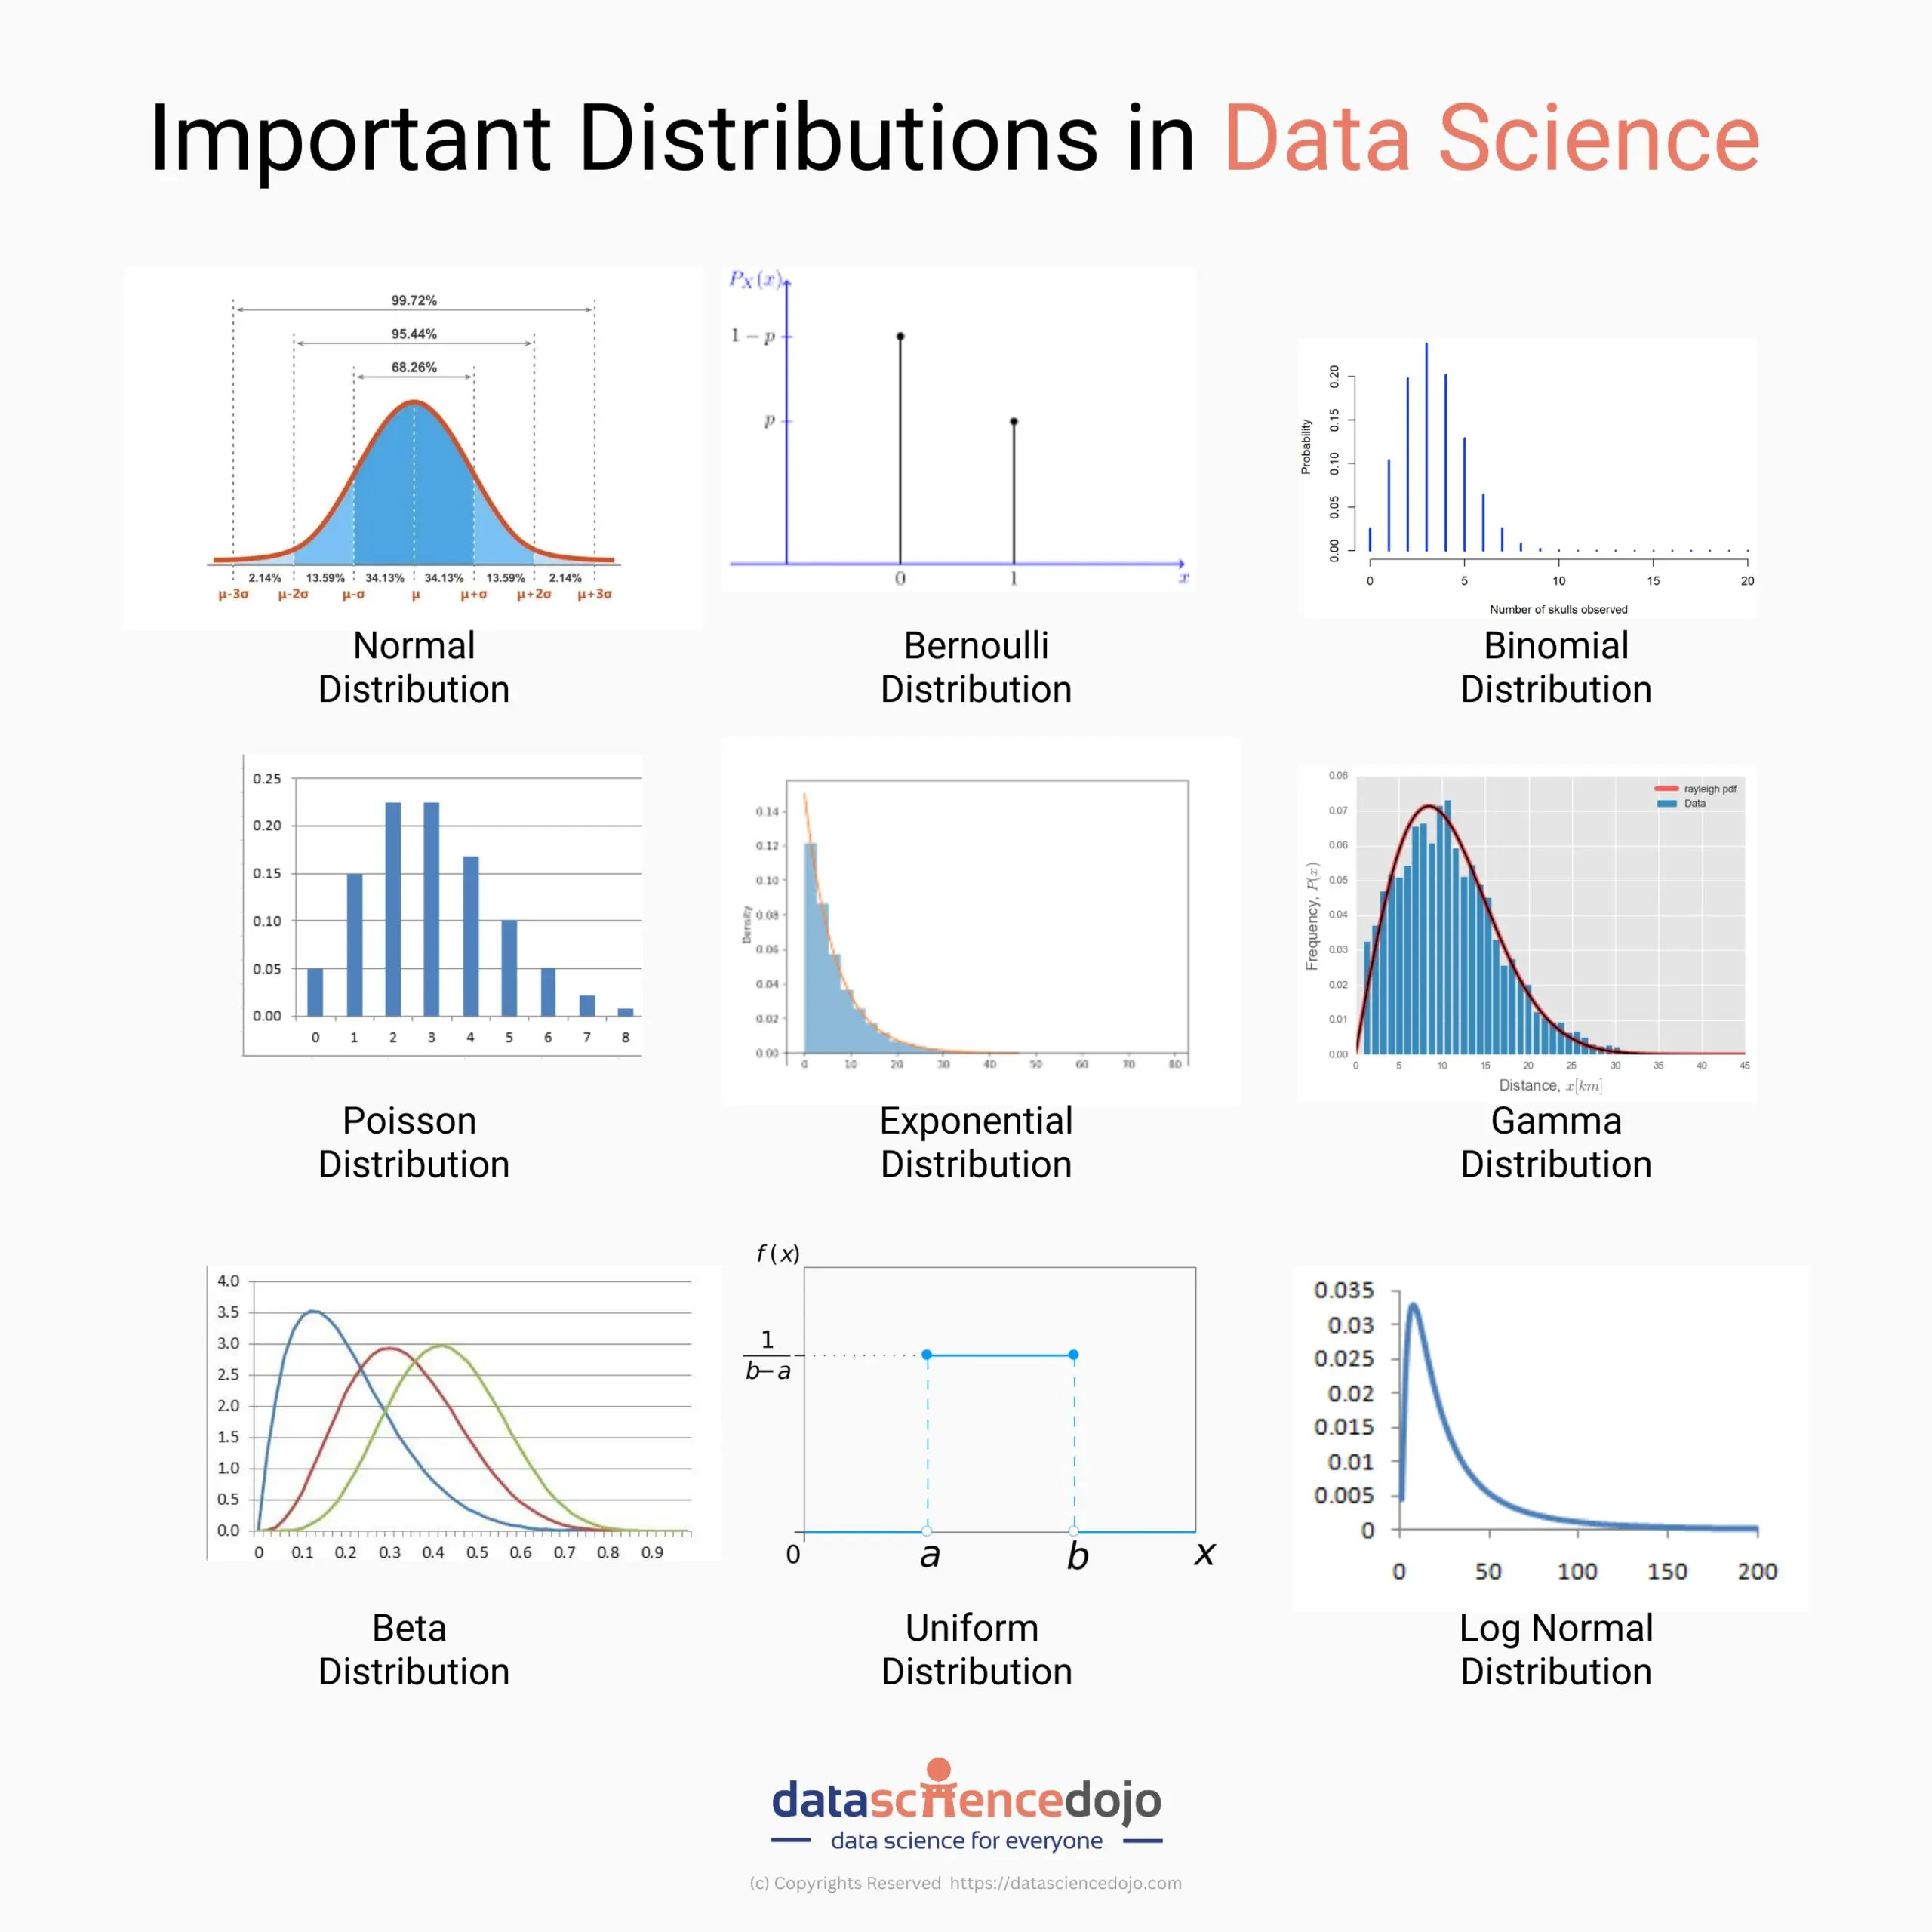 Important Distributions in Data Science
99.72%
95.44%
68.26%
2.14% 13.59% 34.13% 34.13% 13.59% 2.14%
μ-3σ μ-2σ μ-σ μ μ+σ μ+2σ μ+3σ
Normal
Distribution
P_X(x)
1 − p
p
0 1 x
Bernoulli
Distribution
Probability
0.20
0.15
0.10
0.05
0.00
0 5 10 15 20
Number of skulls observed
Binomial
Distribution
0.25
0.20
0.15
0.10
0.05
0.00
0 1 2 3 4 5 6 7 8
Poisson
Distribution
Density
0.14
0.12
0.10
0.08
0.06
0.04
0.02
0.00
0 10 20 30 40 50 60 70 80
Exponential
Distribution
rayleigh pdf
Data
Frequency, P(x)
0.08
0.07
0.06
0.05
0.04
0.03
0.02
0.01
0.00
0 5 10 15 20 25 30 35 40 45
Distance, x[km]
Gamma
Distribution
4.0
3.5
3.0
2.5
2.0
1.5
1.0
0.5
0.0
0 0.1 0.2 0.3 0.4 0.5 0.6 0.7 0.8 0.9
Beta
Distribution
f(x)
1
b−a
0 a b x
Uniform
Distribution
0.035
0.03
0.025
0.02
0.015
0.01
0.005
0
0 50 100 150 200
Log Normal
Distribution
datasciencedojo
data science for everyone
(c) Copyrights Reserved https://datasciencedojo.com